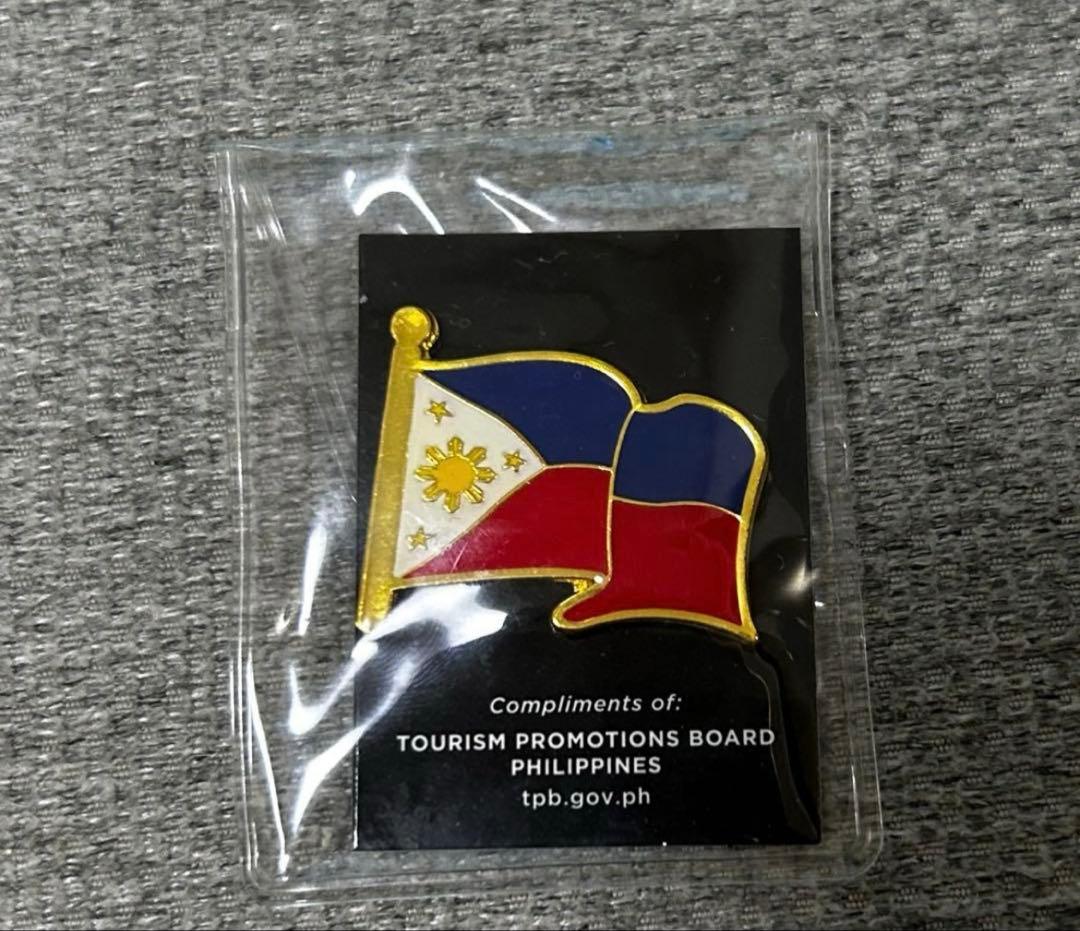 Compliments of:
TOURISM PROMOTIONS BOARD
PHILIPPINES
tpb.gov.ph